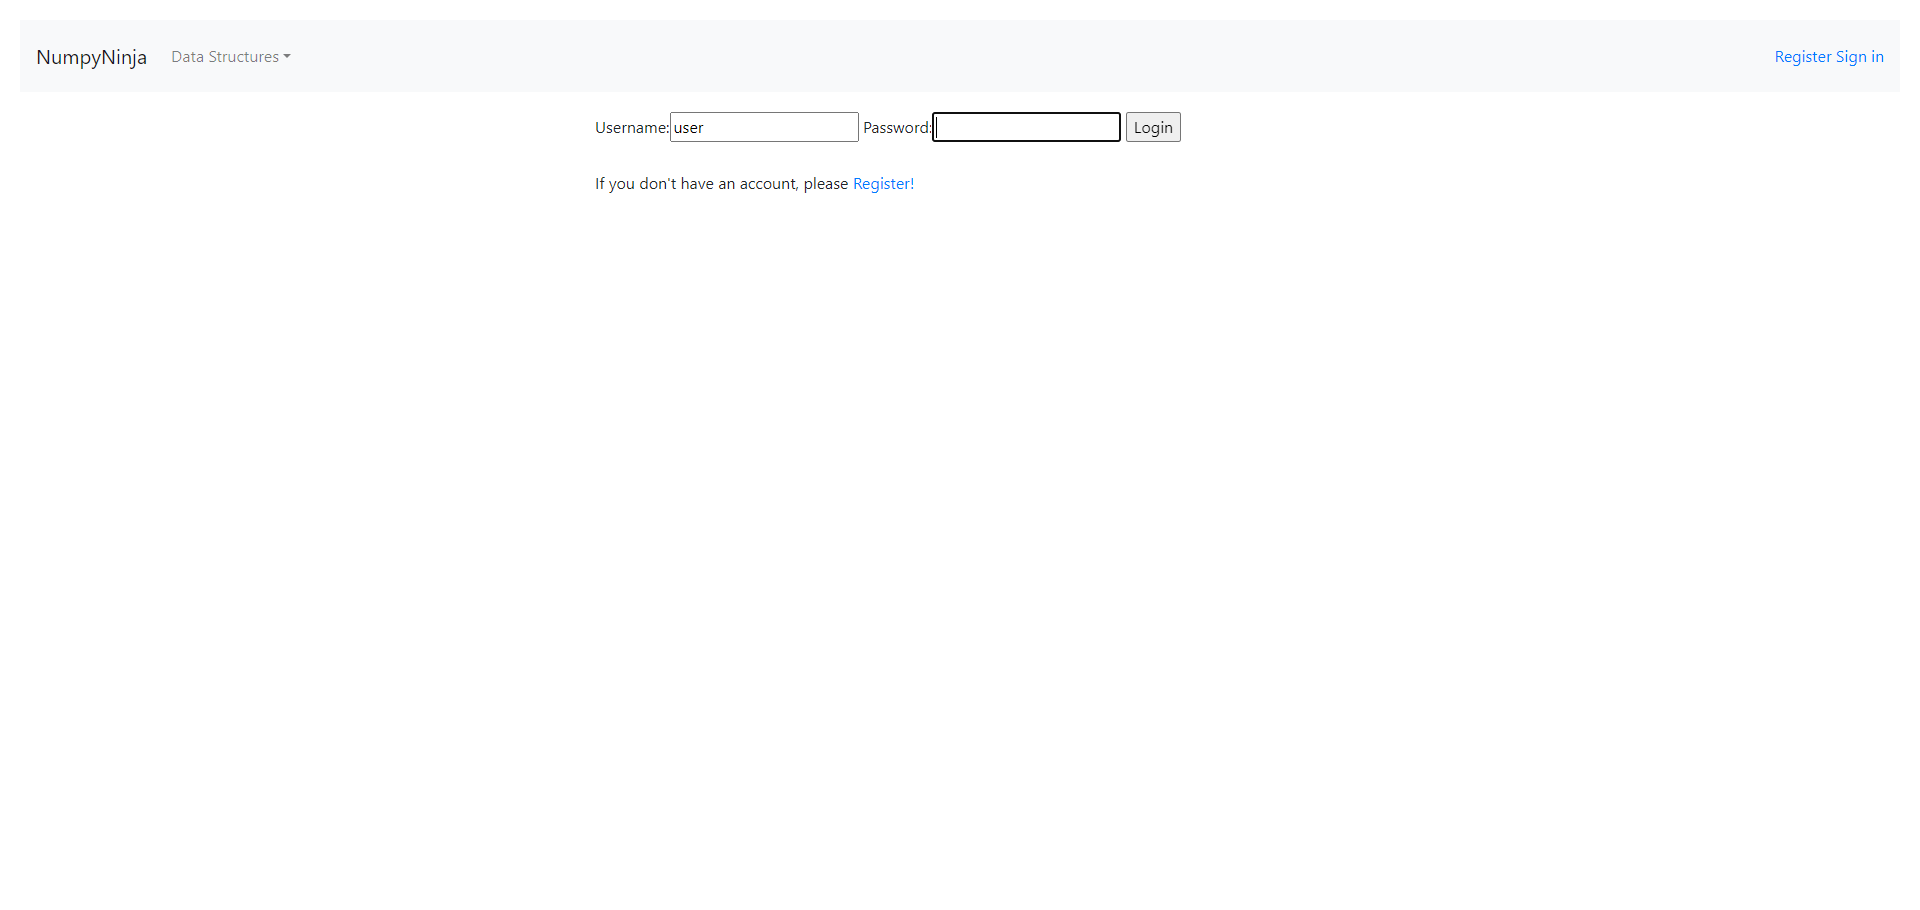 NumpyNinja Data Structures Register Sign in
Username: user Password: Login
If you don't have an account, please Register!